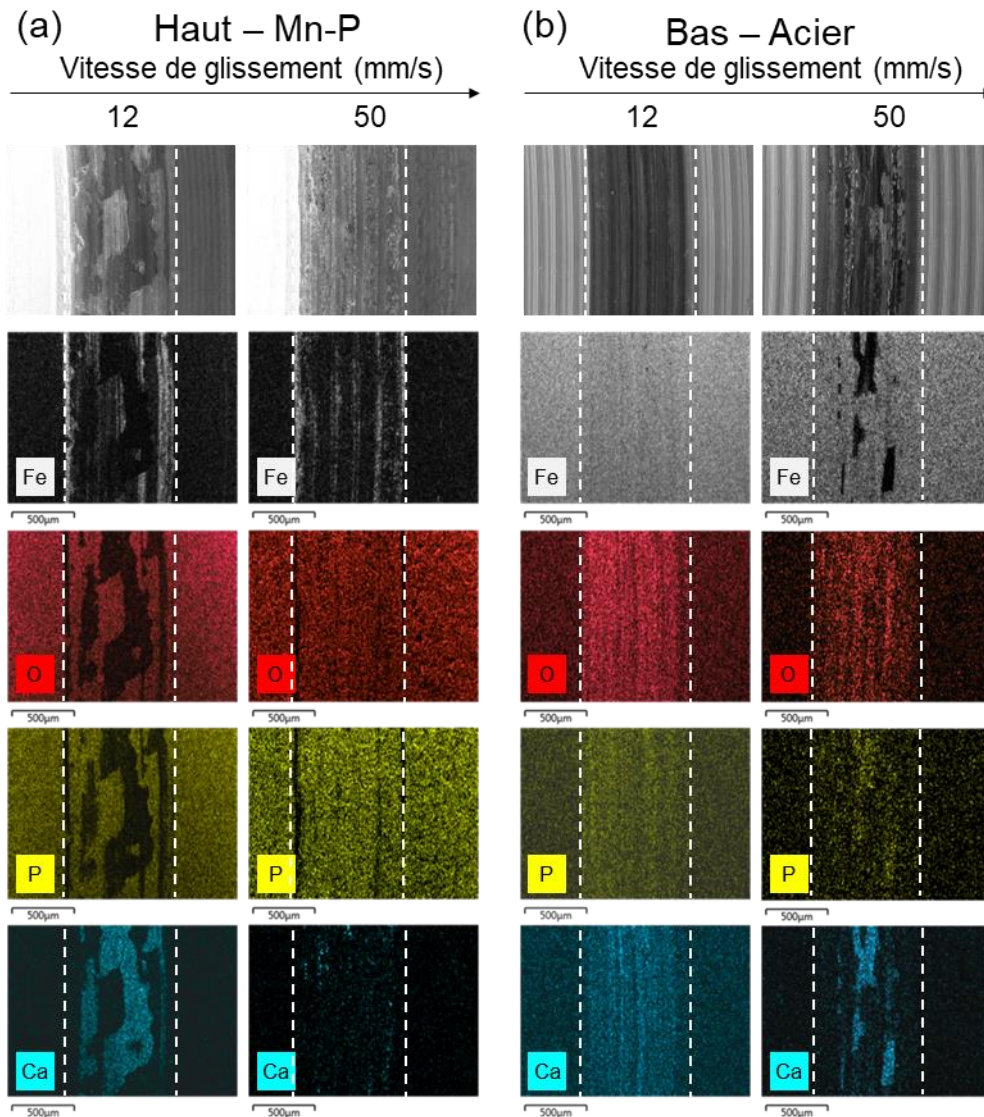 (a) Haut – Mn-P
Vitesse de glissement (mm/s)
12 50
Fe Fe
500µm 500µm
O O
500µm 500µm
P P
500µm 500µm
Ca Ca
500µm 500µm
(b) Bas – Acier
Vitesse de glissement (mm/s)
12 50
Fe Fe
500µm 500µm
O O
500µm 500µm
P P
500µm 500µm
Ca Ca
500µm 500µm